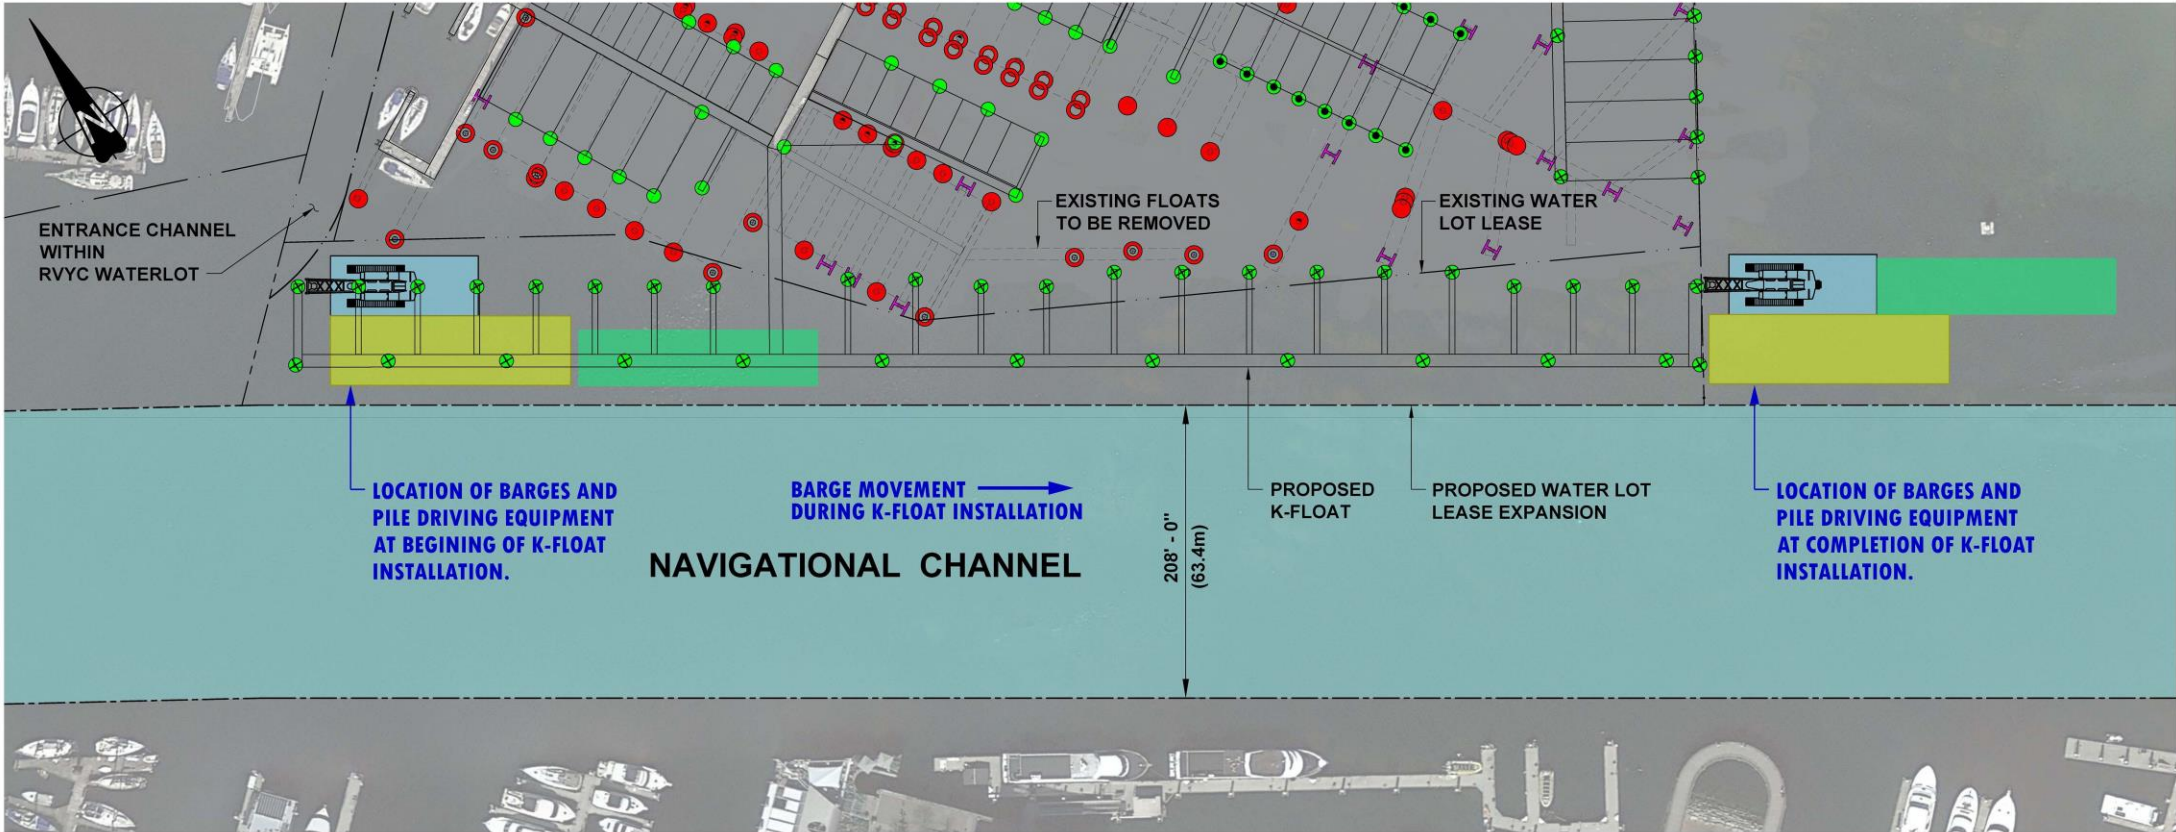 N
EXISTING FLOATS
TO BE REMOVED
EXISTING WATER
LOT LEASE
ENTRANCE CHANNEL
WITHIN
RVYC WATERLOT
LOCATION OF BARGES AND
PILE DRIVING EQUIPMENT
AT BEGINING OF K-FLOAT
INSTALLATION.
BARGE MOVEMENT
DURING K-FLOAT INSTALLATION
NAVIGATIONAL CHANNEL
208' - 0"
(63.4m)
PROPOSED
K-FLOAT
PROPOSED WATER LOT
LEASE EXPANSION
LOCATION OF BARGES AND
PILE DRIVING EQUIPMENT
AT COMPLETION OF K-FLOAT
INSTALLATION.